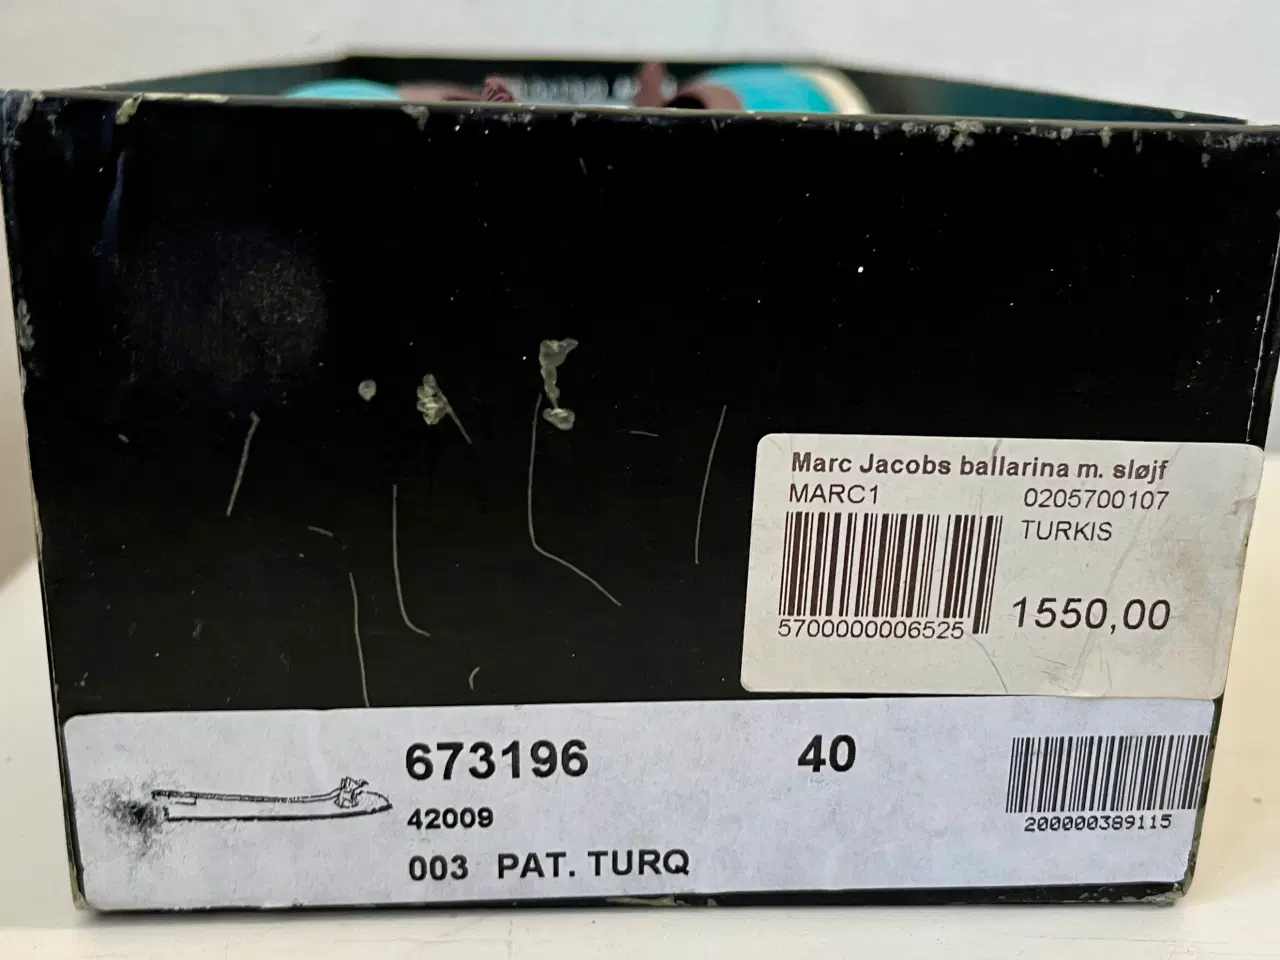 Marc Jacobs ballarina m. sløjf
MARC1 0205700107
TURKIS
5700000006525
1550,00
673196 40
42009
200000389115
003 PAT. TURQ